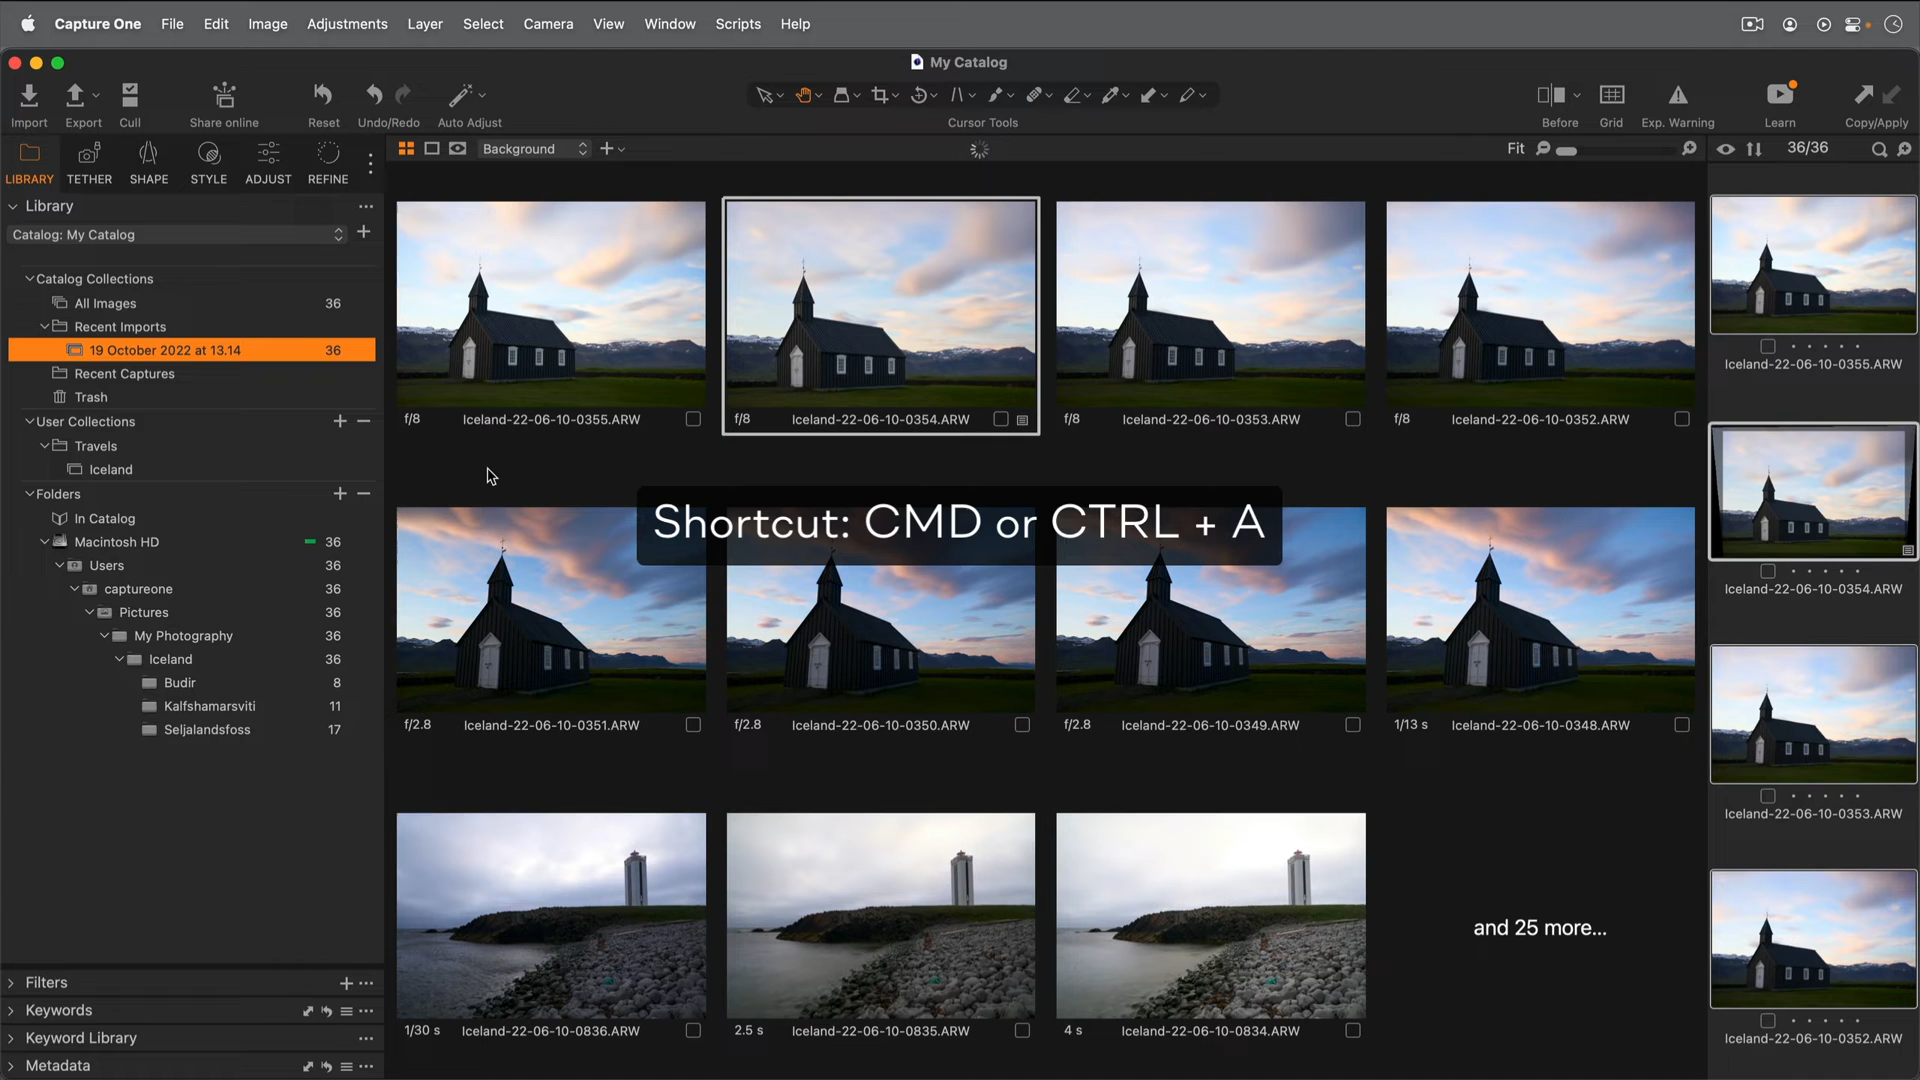 Capture One File Edit Image Adjustments Layer Select Camera View Window Scripts Help
My Catalog
Import Export Cull Share online Reset Undo/Redo Auto Adjust Cursor Tools Before Grid Exp. Warning Learn Copy/Apply
LIBRARY TETHER SHAPE STYLE ADJUST REFINE
Background
Fit
36/36
Library
Catalog: My Catalog
Catalog Collections
All Images 36
Recent Imports
19 October 2022 at 13.14 36
Recent Captures
Trash
User Collections
Travels
Iceland
Folders
In Catalog
Macintosh HD 36
Users 36
captureone 36
Pictures 36
My Photography 36
Iceland 36
Budir 8
Kalfshamarsviti 11
Seljalandsfoss 17
Filters
Keywords
Keyword Library
Metadata
f/8 Iceland-22-06-10-0355.ARW
f/8 Iceland-22-06-10-0354.ARW
f/8 Iceland-22-06-10-0353.ARW
f/8 Iceland-22-06-10-0352.ARW
Shortcut: CMD or CTRL + A
f/2.8 Iceland-22-06-10-0351.ARW
f/2.8 Iceland-22-06-10-0350.ARW
f/2.8 Iceland-22-06-10-0349.ARW
1/13 s Iceland-22-06-10-0348.ARW
1/30 s Iceland-22-06-10-0836.ARW
2.5 s Iceland-22-06-10-0835.ARW
4 s Iceland-22-06-10-0834.ARW
and 25 more...
Iceland-22-06-10-0355.ARW
Iceland-22-06-10-0354.ARW
Iceland-22-06-10-0353.ARW
Iceland-22-06-10-0352.ARW